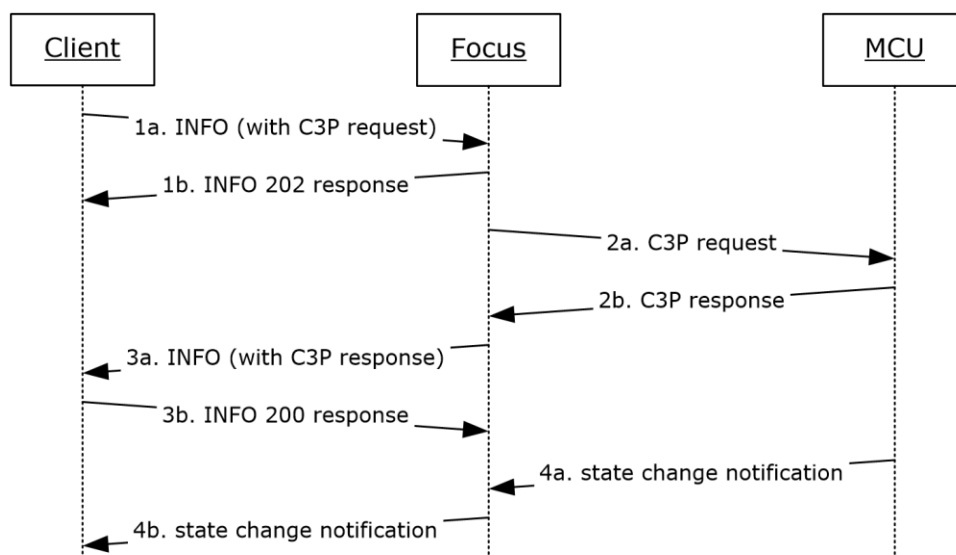 Client
Focus
MCU
1a. INFO (with C3P request)
1b. INFO 202 response
2a. C3P request
2b. C3P response
3a. INFO (with C3P response)
3b. INFO 200 response
4a. state change notification
4b. state change notification